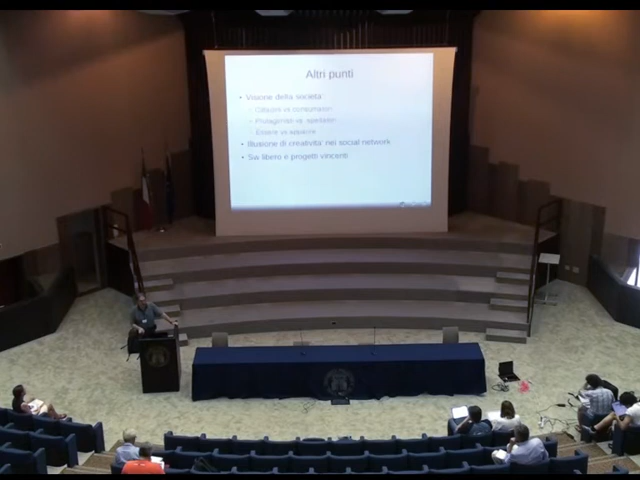 Altri punti
• Visione della società
– Cittadini vs consumatori
– Protagonisti vs spettatori
– Essere vs apparire
• Illusione di creativita' nei social network
• Sw libero e progetti vincenti